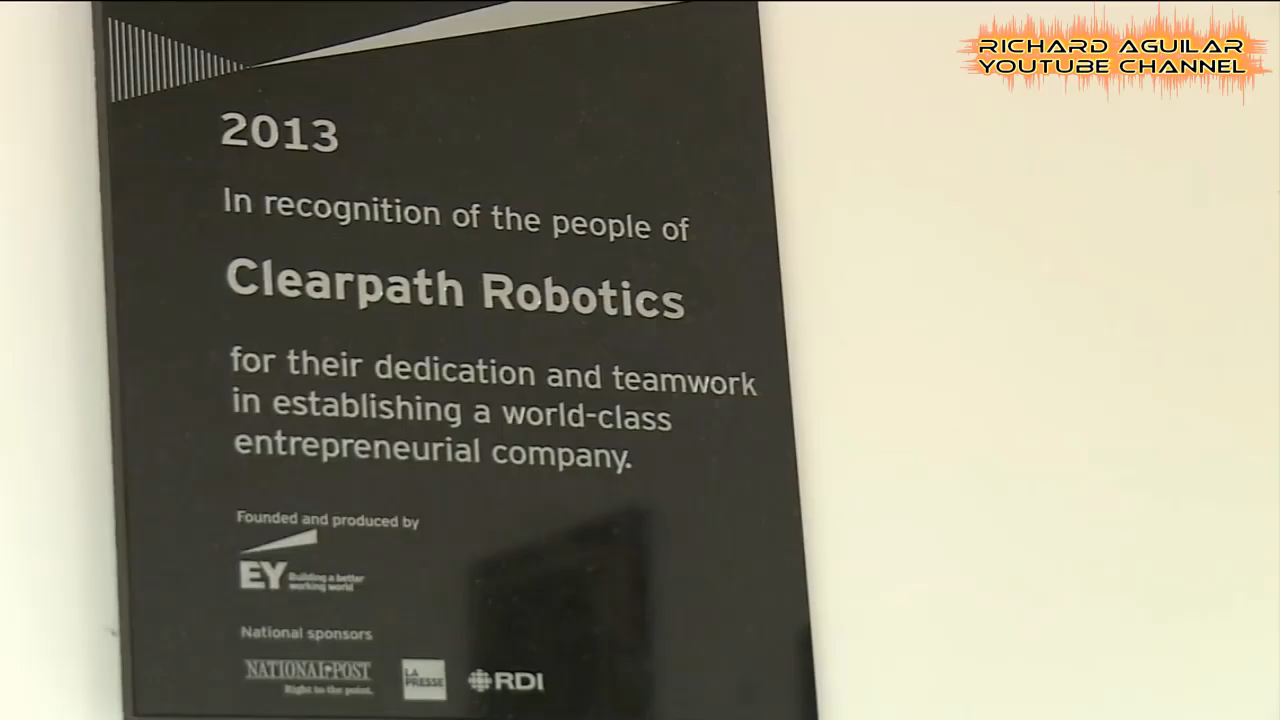 RICHARD AGUILAR
YOUTUBE CHANNEL
2013
In recognition of the people of
Clearpath Robotics
for their dedication and teamwork
in establishing a world-class
entrepreneurial company.
Founded and produced by
EY Building a better
working world
National sponsors
NATIONAL POST
Right to the point.
LA
PRESSE
RDI